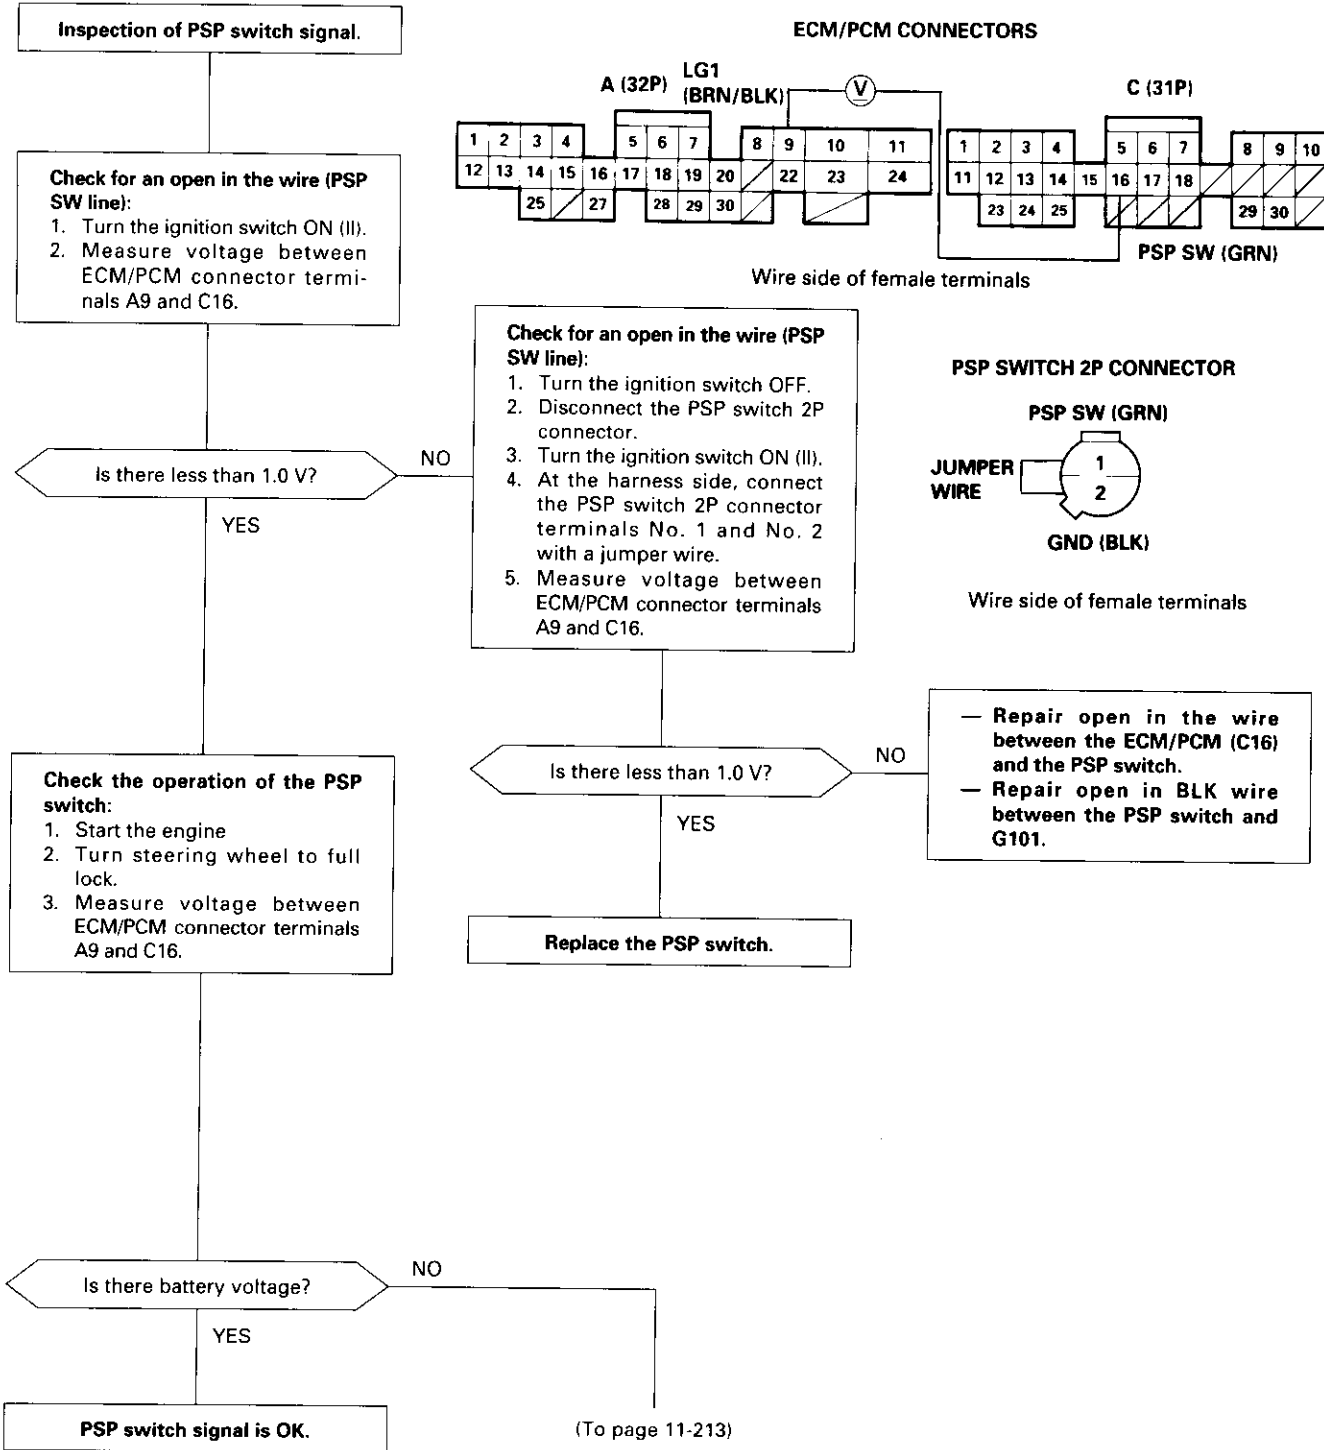 Inspection of PSP switch signal.
Check for an open in the wire (PSP
SW line):
1. Turn the ignition switch ON (II).
2. Measure voltage between
ECM/PCM connector termi-
nals A9 and C16.
Is there less than 1.0 V?
NO
YES
Check for an open in the wire (PSP
SW line):
1. Turn the ignition switch OFF.
2. Disconnect the PSP switch 2P
connector.
3. Turn the ignition switch ON (II).
4. At the harness side, connect
the PSP switch 2P connector
terminals No. 1 and No. 2
with a jumper wire.
5. Measure voltage between
ECM/PCM connector terminals
A9 and C16.
Is there less than 1.0 V?
NO
YES
— Repair open in the wire
between the ECM/PCM (C16)
and the PSP switch.
— Repair open in BLK wire
between the PSP switch and
G101.
Replace the PSP switch.
Check the operation of the PSP
switch:
1. Start the engine
2. Turn steering wheel to full
lock.
3. Measure voltage between
ECM/PCM connector terminals
A9 and C16.
Is there battery voltage?
NO
YES
PSP switch signal is OK.
(To page 11-213)
ECM/PCM CONNECTORS
A (32P)
LG1
(BRN/BLK)
V
C (31P)
1 2 3 4 5 6 7 8 9 10 11
12 13 14 15 16 17 18 19 20 22 23 24
25 27 28 29 30
1 2 3 4 5 6 7 8 9 10
11 12 13 14 15 16 17 18
23 24 25 29 30
PSP SW (GRN)
Wire side of female terminals
PSP SWITCH 2P CONNECTOR
PSP SW (GRN)
JUMPER
WIRE
1
2
GND (BLK)
Wire side of female terminals